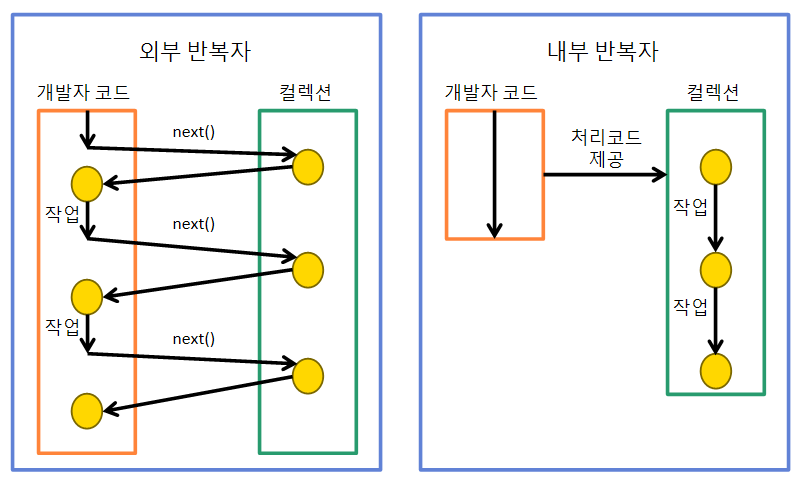 외부 반복자
개발자 코드
컬렉션
next()
작업
next()
작업
next()
내부 반복자
개발자 코드
컬렉션
처리코드
제공
작업
작업